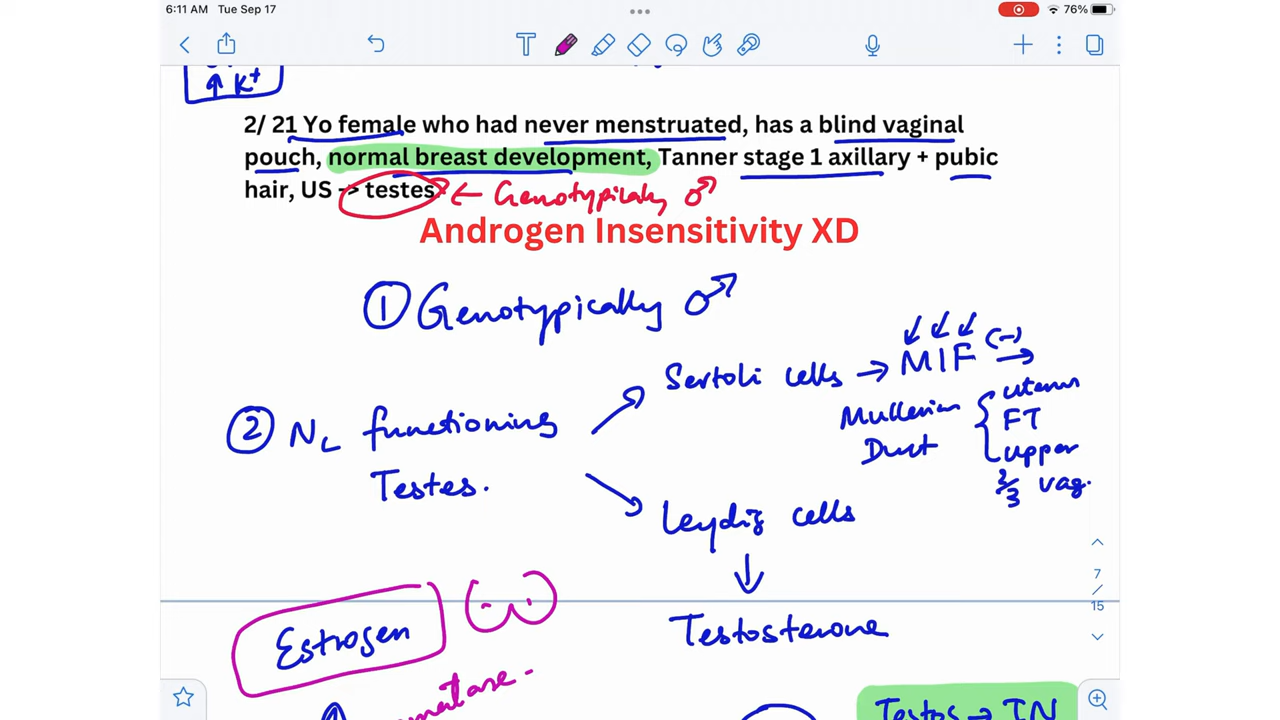 6:11 AM Tue Sep 17
76%
↑ K+
2/ 21 Yo female who had never menstruated, has a blind vaginal
pouch, normal breast development, Tanner stage 1 axillary + pubic
hair, US -> testes. ← Genotypically ♂
Androgen Insensitivity XD
① Genotypically ♂
② NL functioning
Testes.
Sertoli cells → MIF (-) →
Mullerian
Duct
uterus
FT
upper
2/3 vag.
Leydig cells
↓
Testosterone
Estrogen
7
/
15
Testos → IN